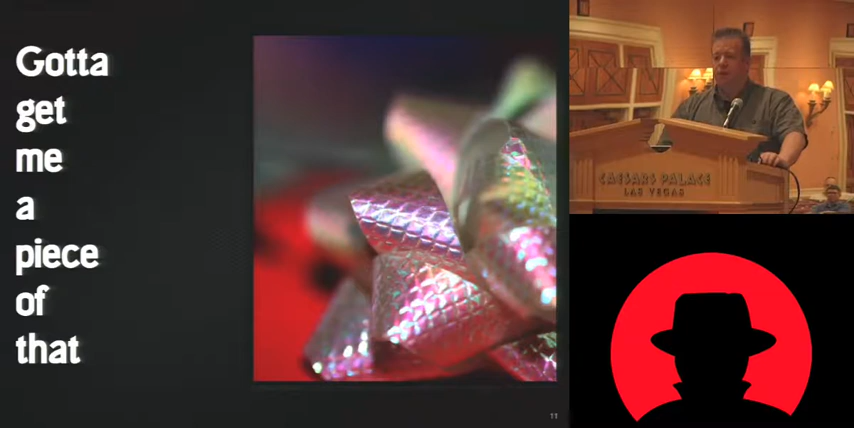 Gotta
get
me
a
piece
of
that
11
CAESARS PALACE
LAS VEGAS